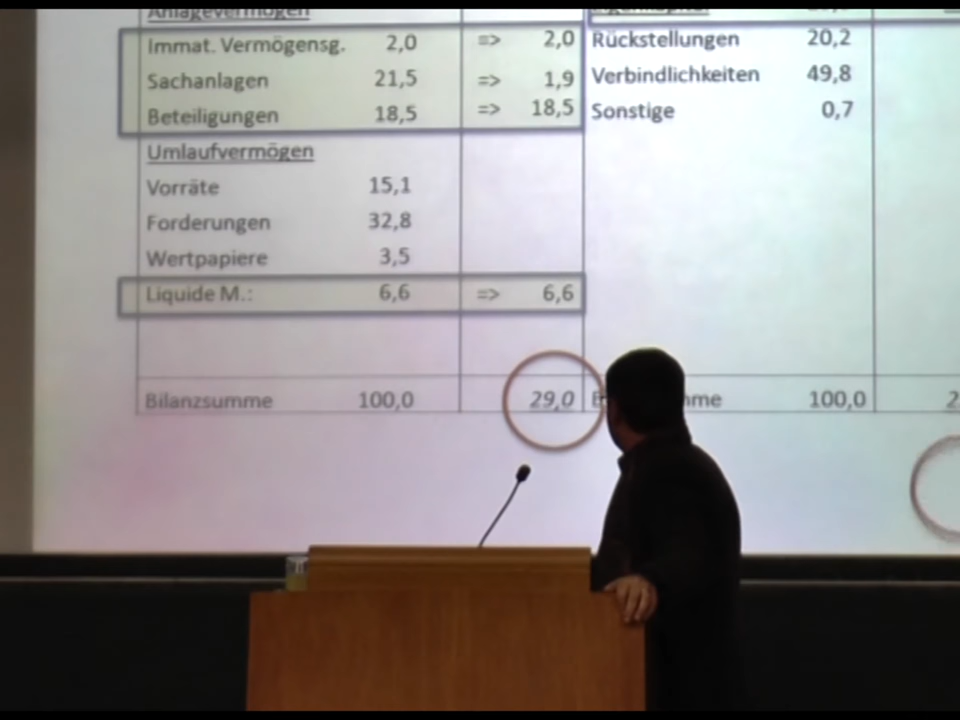 Anlagevermögen
Immat. Vermögensg. 2,0 => 2,0
Sachanlagen 21,5 => 1,9
Beteiligungen 18,5 => 18,5
Umlaufvermögen
Vorräte 15,1
Forderungen 32,8
Wertpapiere 3,5
Liquide M.: 6,6 => 6,6
Bilanzsumme 100,0 29,0
Eigenkapital
Rückstellungen 20,2
Verbindlichkeiten 49,8
Sonstige 0,7
100,0